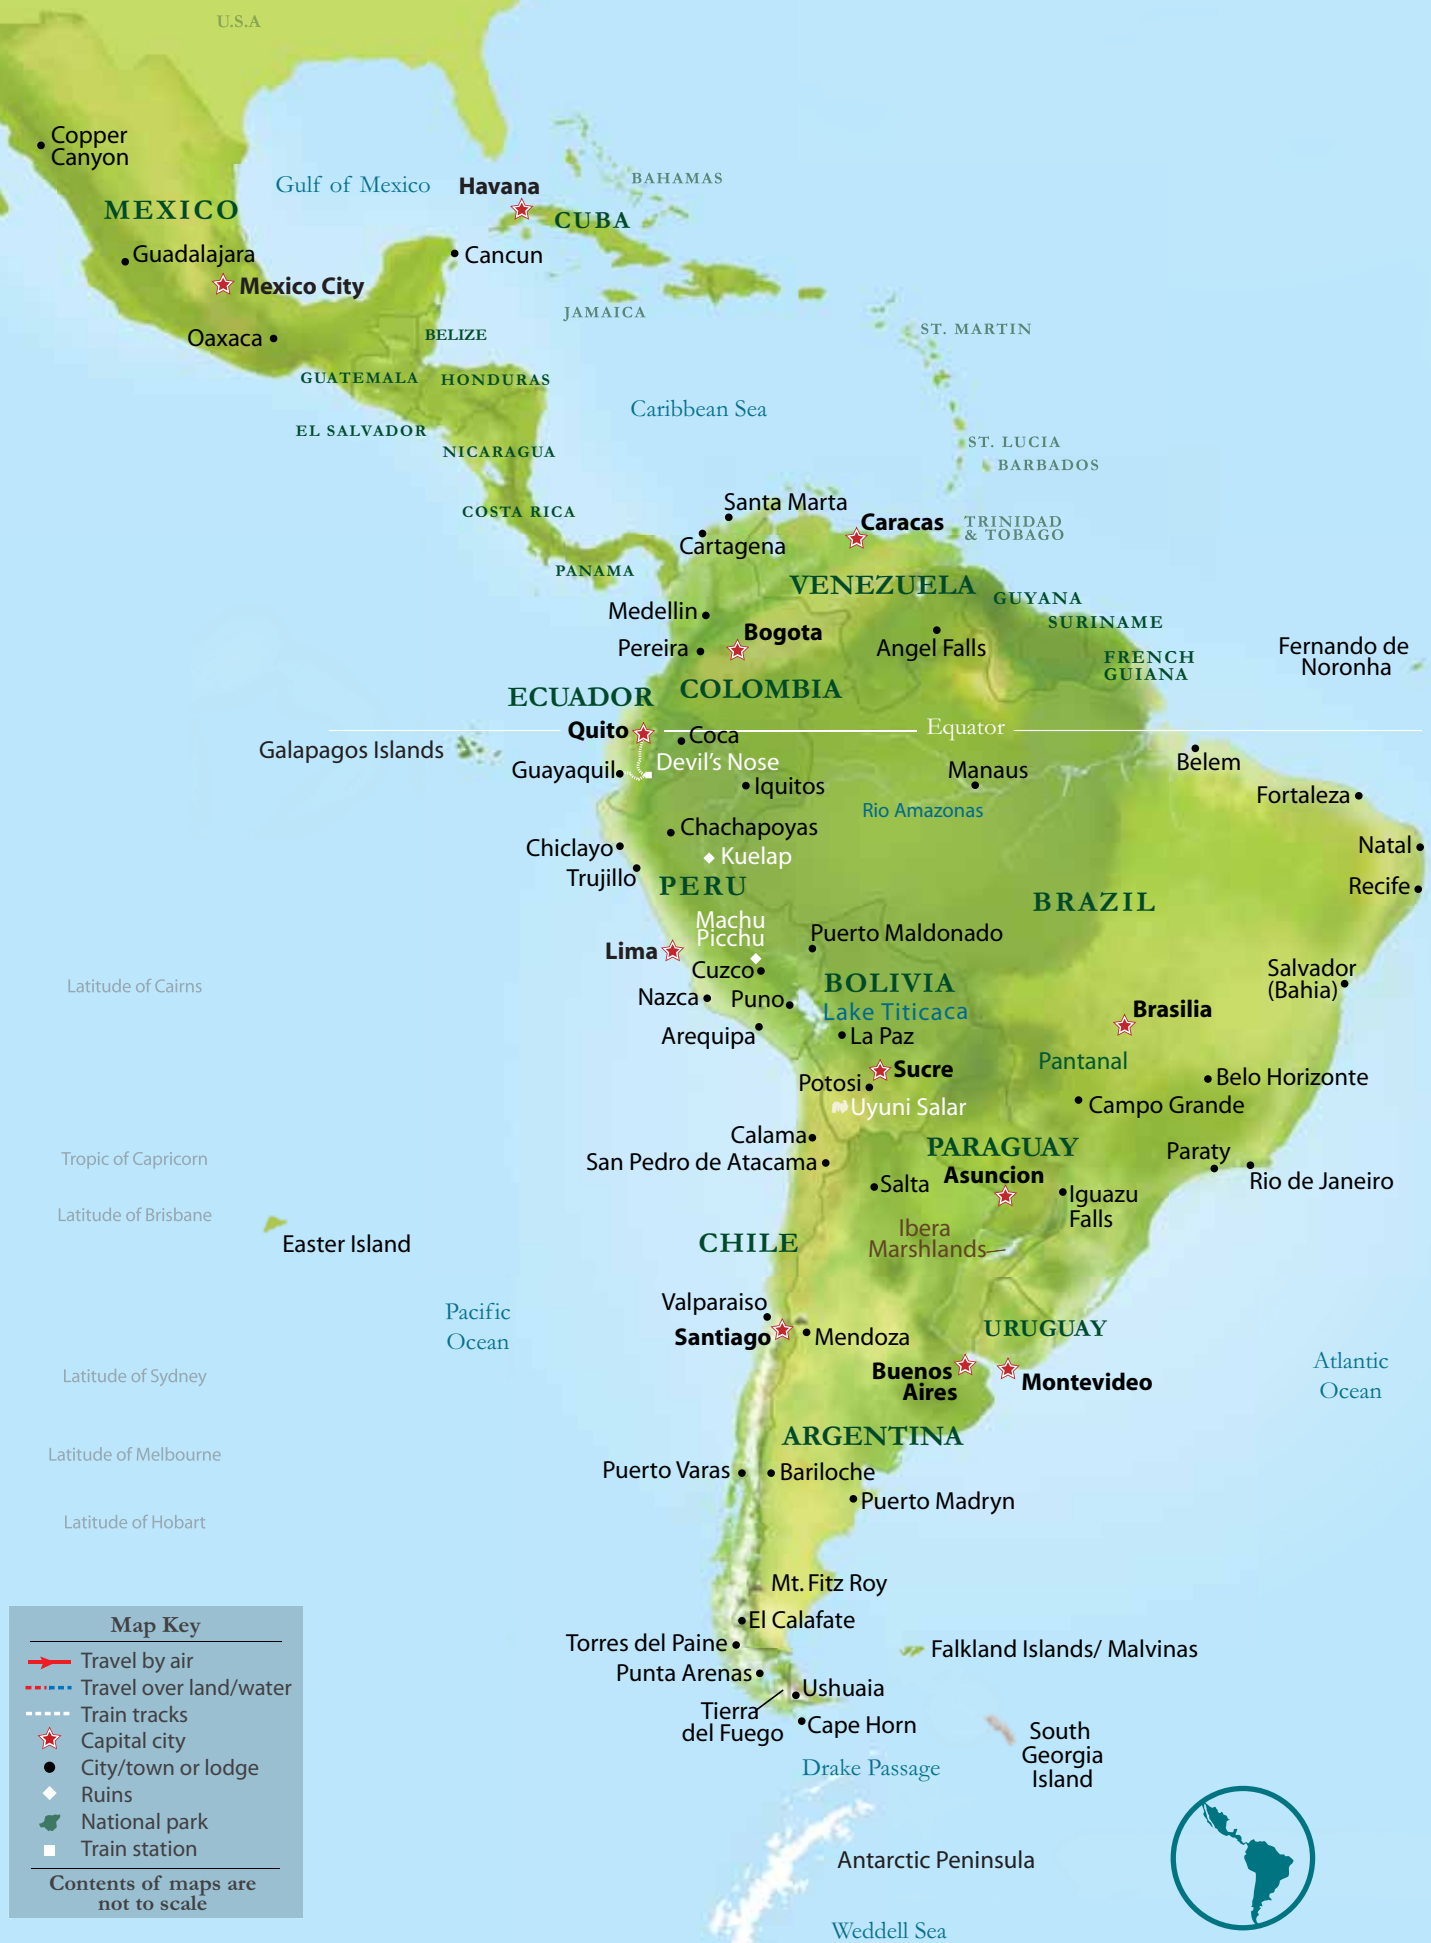 U.S.A
Copper
Canyon
Gulf of Mexico
Havana
BAHAMAS
MEXICO
CUBA
Guadalajara
Cancun
Mexico City
JAMAICA
ST. MARTIN
Oaxaca
BELIZE
GUATEMALA
HONDURAS
Caribbean Sea
EL SALVADOR
NICARAGUA
ST. LUCIA
BARBADOS
Santa Marta
COSTA RICA
Caracas
TRINIDAD
& TOBAGO
Cartagena
PANAMA
VENEZUELA
GUYANA
Medellin
SURINAME
Bogota
Pereira
Angel Falls
FRENCH
GUIANA
Fernando de
Noronha
ECUADOR
COLOMBIA
Quito
Coca
Equator
Galapagos Islands
Devil's Nose
Guayaquil
Manaus
Belem
Iquitos
Rio Amazonas
Fortaleza
Chachapoyas
Chiclayo
Kuelap
Natal
Trujillo
PERU
Recife
BRAZIL
Machu
Picchu
Puerto Maldonado
Lima
Cuzco
Salvador
(Bahia)
BOLIVIA
Latitude of Cairns
Nazca
Puno
Lake Titicaca
Brasilia
Arequipa
La Paz
Pantanal
Sucre
Potosi
Belo Horizonte
Uyuni Salar
Campo Grande
Calama
PARAGUAY
Paraty
Tropic of Capricorn
San Pedro de Atacama
Asuncion
Salta
Rio de Janeiro
Iguazu
Falls
Latitude of Brisbane
Ibera
Marshlands
Easter Island
CHILE
Valparaiso
Pacific
Ocean
URUGUAY
Santiago
Mendoza
Atlantic
Ocean
Buenos
Aires
Montevideo
Latitude of Sydney
ARGENTINA
Latitude of Melbourne
Puerto Varas
Bariloche
Puerto Madryn
Latitude of Hobart
Mt. Fitz Roy
El Calafate
Torres del Paine
Falkland Islands/ Malvinas
Punta Arenas
Ushuaia
Tierra
del Fuego
Cape Horn
South
Georgia
Island
Drake Passage
Antarctic Peninsula
Weddell Sea
Map Key
Travel by air
Travel over land/water
Train tracks
Capital city
City/town or lodge
Ruins
National park
Train station
Contents of maps are
not to scale